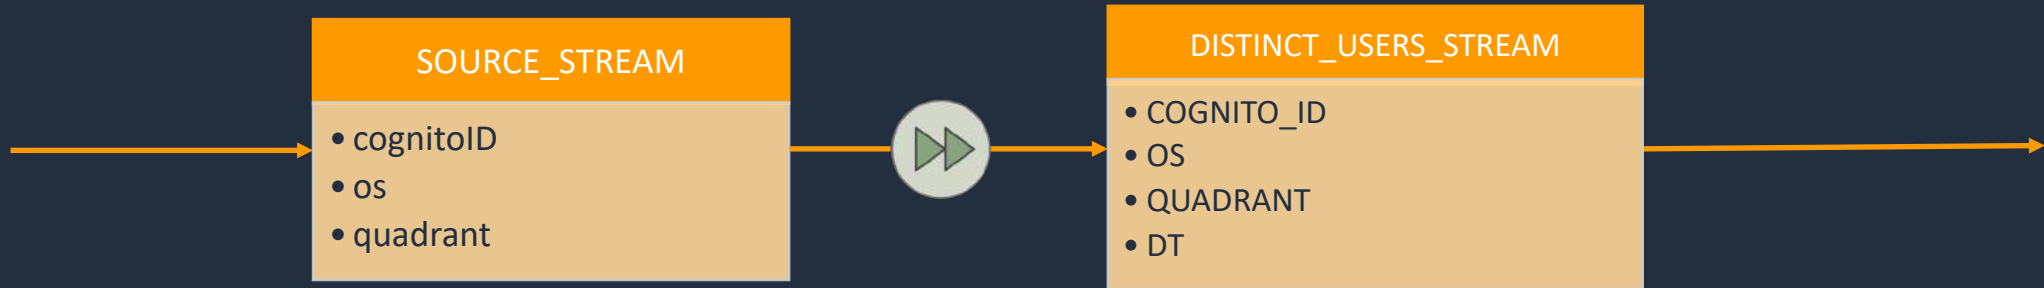 SOURCE_STREAM
• cognitoID
• os
• quadrant
DISTINCT_USERS_STREAM
• COGNITO_ID
• OS
• QUADRANT
• DT